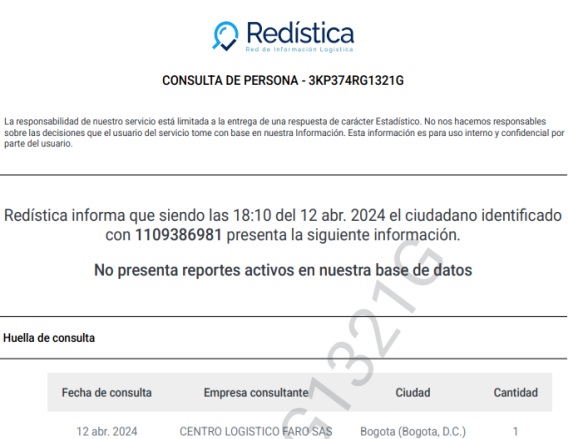 Redística
Red de Información Logística
CONSULTA DE PERSONA - 3KP374RG1321G
La responsabilidad de nuestro servicio está limitada a la entrega de una respuesta de carácter Estadístico. No nos hacemos responsables
sobre las decisiones que el usuario del servicio tome con base en nuestra Información. Esta información es para uso interno y confidencial por
parte del usuario.
Redística informa que siendo las 18:10 del 12 abr. 2024 el ciudadano identificado
con 1109386981 presenta la siguiente información.
No presenta reportes activos en nuestra base de datos
Huella de consulta
Fecha de consulta Empresa consultante Ciudad Cantidad
12 abr. 2024 CENTRO LOGISTICO FARO SAS Bogota (Bogota, D.C.) 1
G1321G